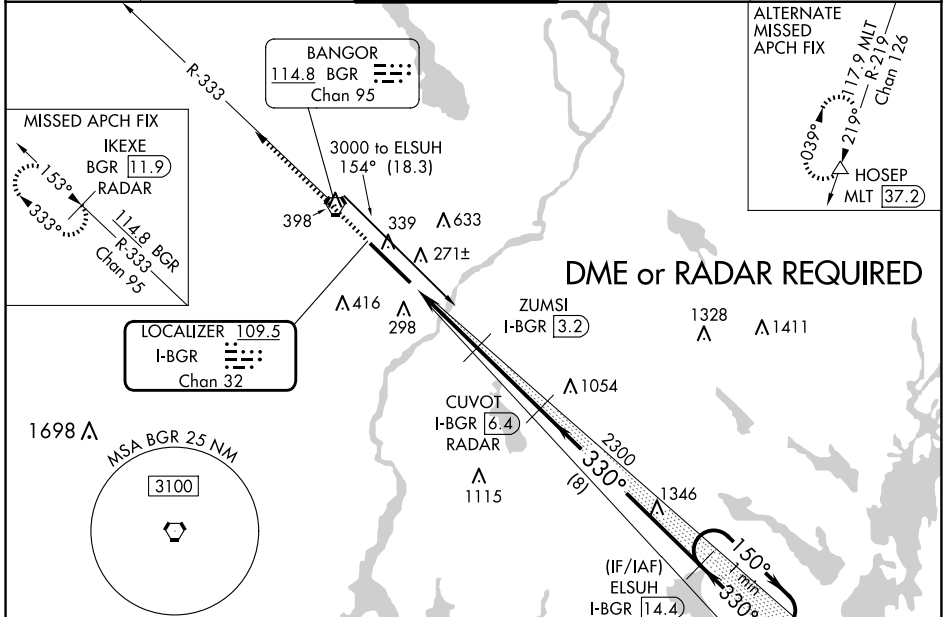 R-333
BANGOR
114.8 BGR
Chan 95
MISSED APCH FIX
IKEXE
BGR 11.9
RADAR
153°
333°
114.8 BGR
R-333
Chan 95
3000 to ELSUH
154° (18.3)
398
339
633
271±
ALTERNATE
MISSED
APCH FIX
117.9 MLT
R-219
Chan 126
039°
219°
HOSEP
MLT 37.2
DME or RADAR REQUIRED
416
298
LOCALIZER 109.5
I-BGR
Chan 32
ZUMSI
I-BGR 3.2
1328
1411
1054
CUVOT
I-BGR 6.4
RADAR
1698
MSA BGR 25 NM
3100
1115
2300
330°
(8)
1346
150°
1 min
330°
(IF/IAF)
ELSUH
I-BGR 14.4